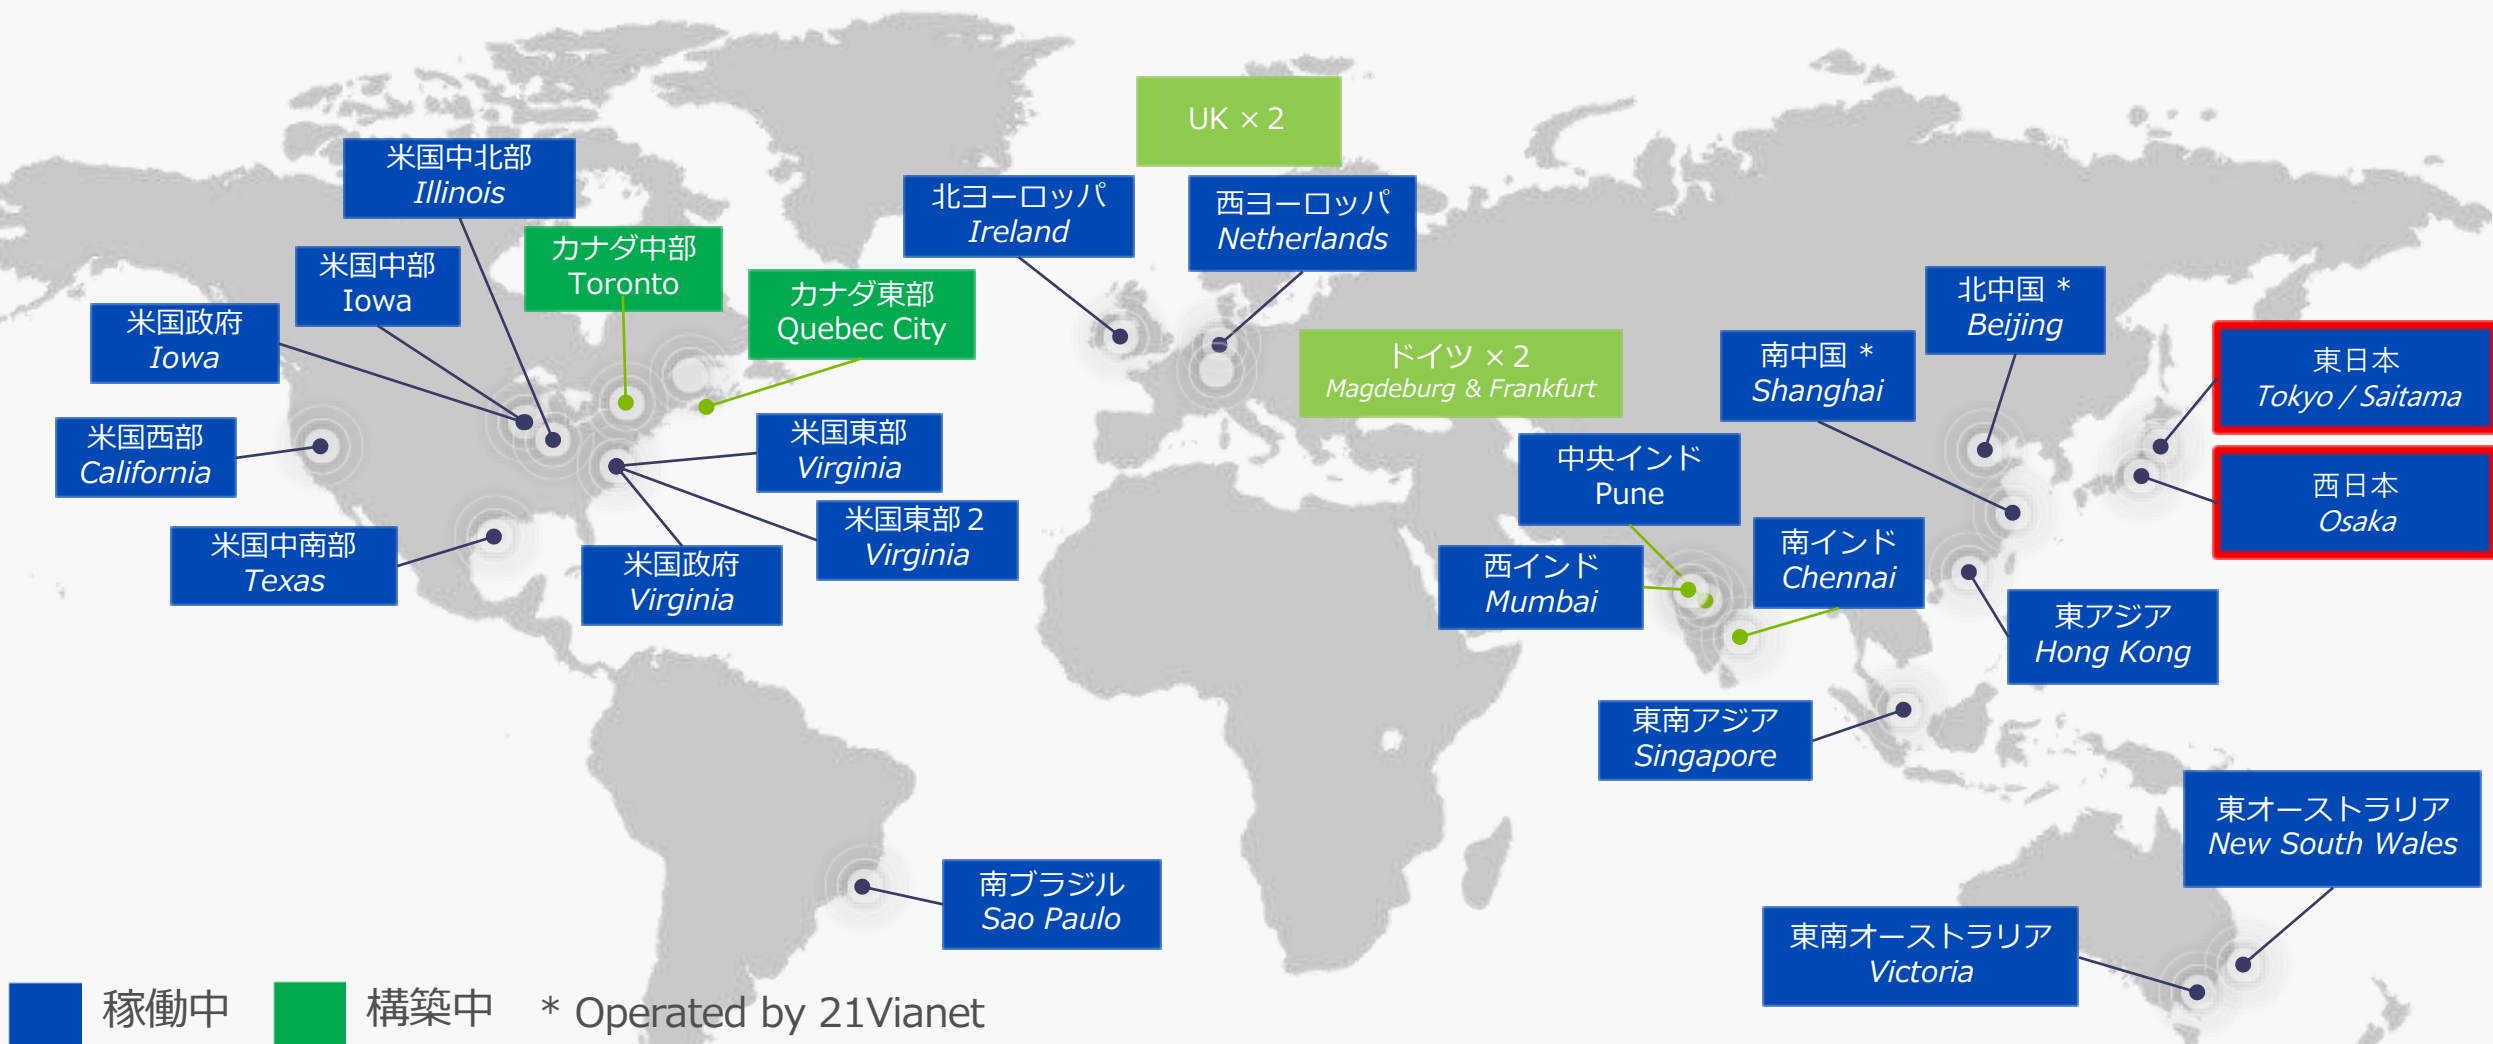 UK × 2
米国中北部
Illinois
北ヨーロッパ
Ireland
西ヨーロッパ
Netherlands
カナダ中部
Toronto
米国中部
Iowa
カナダ東部
Quebec City
北中国 *
Beijing
米国政府
Iowa
ドイツ × 2
Magdeburg & Frankfurt
南中国 *
Shanghai
東日本
Tokyo / Saitama
米国西部
California
米国東部
Virginia
中央インド
Pune
西日本
Osaka
米国東部 2
Virginia
米国中南部
Texas
米国政府
Virginia
西インド
Mumbai
南インド
Chennai
東アジア
Hong Kong
東南アジア
Singapore
東オーストラリア
New South Wales
南ブラジル
Sao Paulo
東南オーストラリア
Victoria
稼働中
構築中
* Operated by 21Vianet